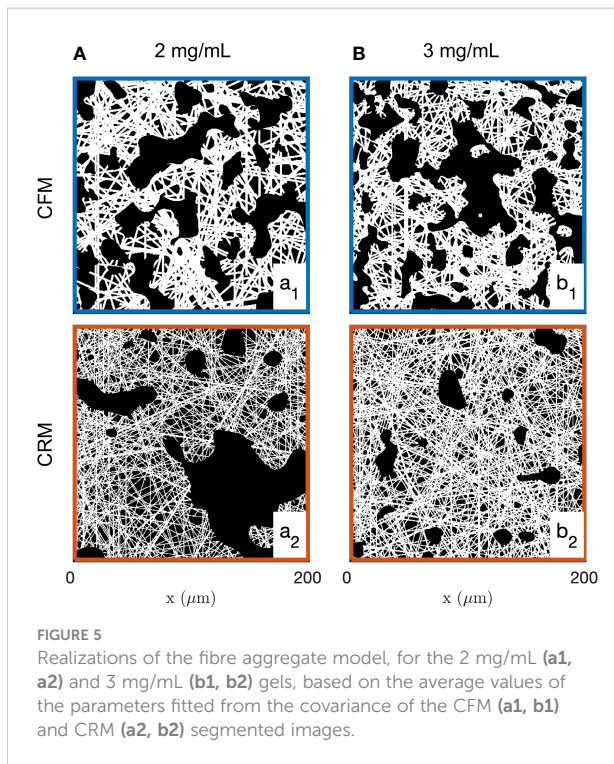 A 2 mg/mL B 3 mg/mL
CFM
a1 b1
CRM
a2 b2
0 200 0 200
x (μm) x (μm)
FIGURE 5
Realizations of the fibre aggregate model, for the 2 mg/mL (a1,
a2) and 3 mg/mL (b1, b2) gels, based on the average values of
the parameters fitted from the covariance of the CFM (a1, b1)
and CRM (a2, b2) segmented images.